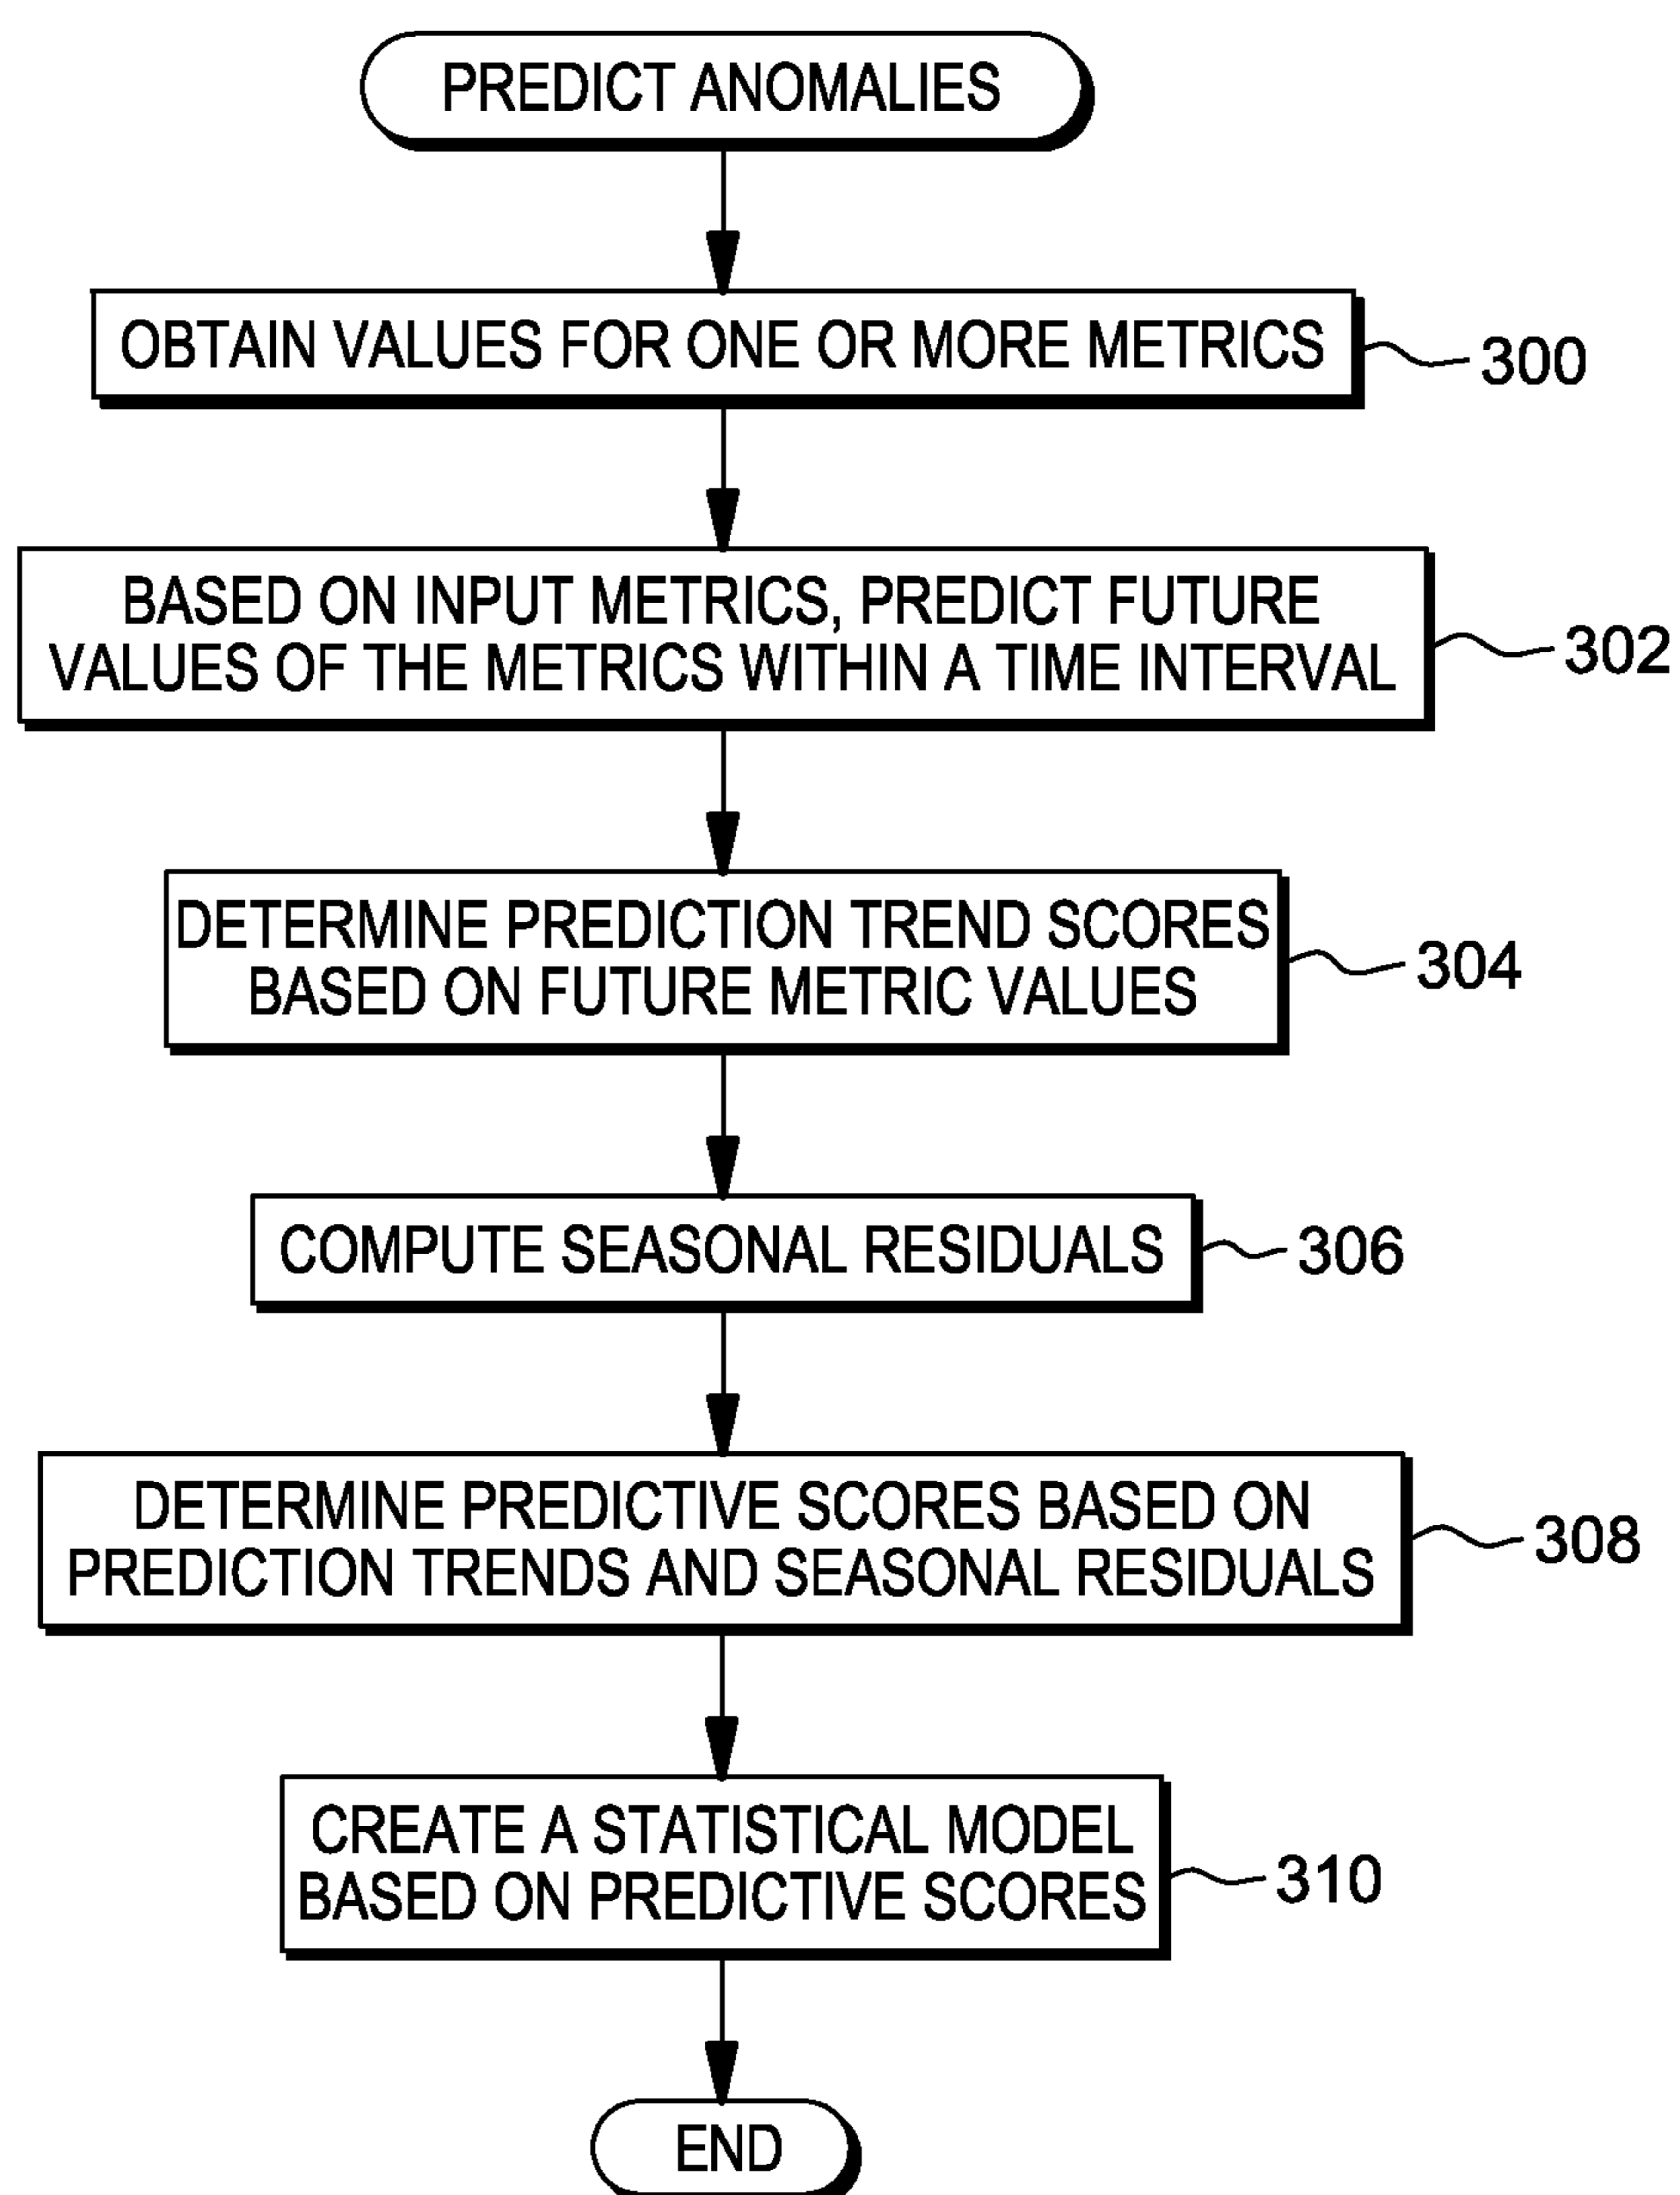 PREDICT ANOMALIES
OBTAIN VALUES FOR ONE OR MORE METRICS
300
BASED ON INPUT METRICS, PREDICT FUTURE
VALUES OF THE METRICS WITHIN A TIME INTERVAL
302
DETERMINE PREDICTION TREND SCORES
BASED ON FUTURE METRIC VALUES
304
COMPUTE SEASONAL RESIDUALS
306
DETERMINE PREDICTIVE SCORES BASED ON
PREDICTION TRENDS AND SEASONAL RESIDUALS
308
CREATE A STATISTICAL MODEL
BASED ON PREDICTIVE SCORES
310
END